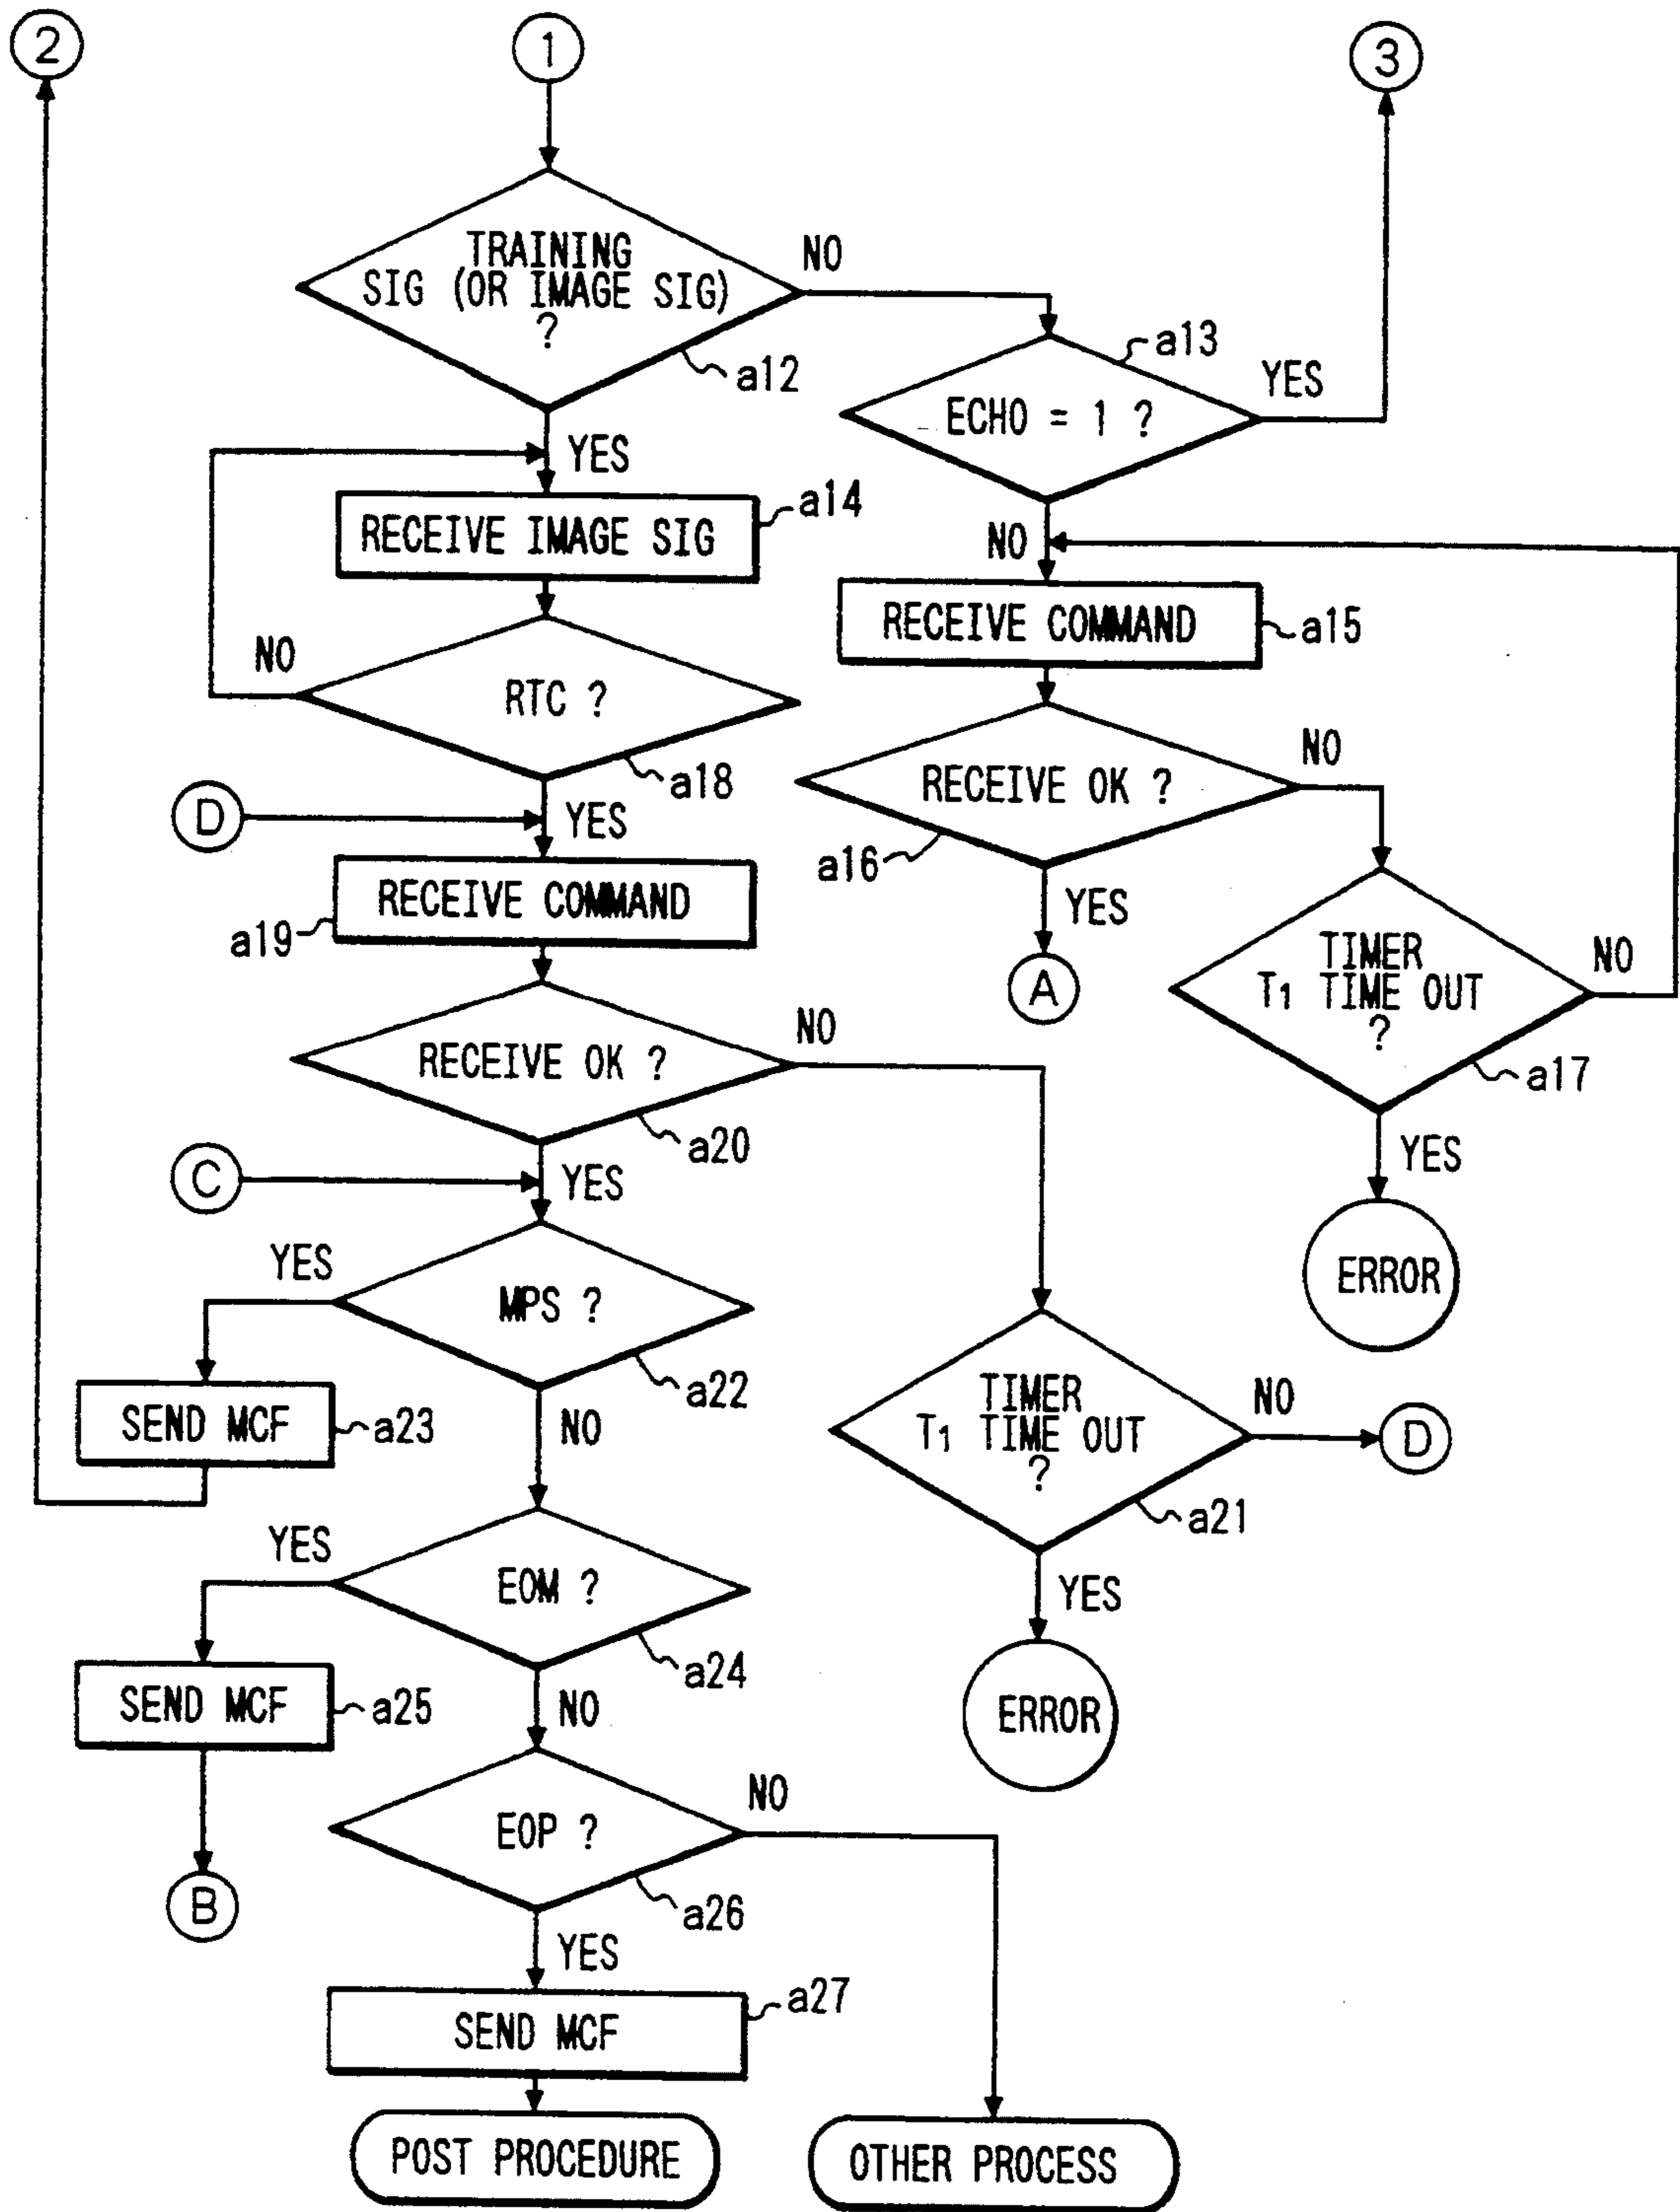 2
1
3
TRAINING
SIG (OR IMAGE SIG)
?
NO
a12
a13
YES
ECHO = 1 ?
YES
a14
RECEIVE IMAGE SIG
NO
RECEIVE COMMAND
a15
NO
RTC ?
a18
NO
RECEIVE OK ?
a16
D
YES
YES
RECEIVE COMMAND
a19
A
TIMER
T1 TIME OUT
?
NO
a17
NO
RECEIVE OK ?
a20
YES
C
YES
ERROR
YES
MPS ?
a22
SEND MCF
a23
NO
TIMER
T1 TIME OUT
?
NO
D
a21
YES
YES
EOM ?
a24
SEND MCF
a25
NO
ERROR
NO
EOP ?
a26
B
YES
a27
SEND MCF
POST PROCEDURE
OTHER PROCESS